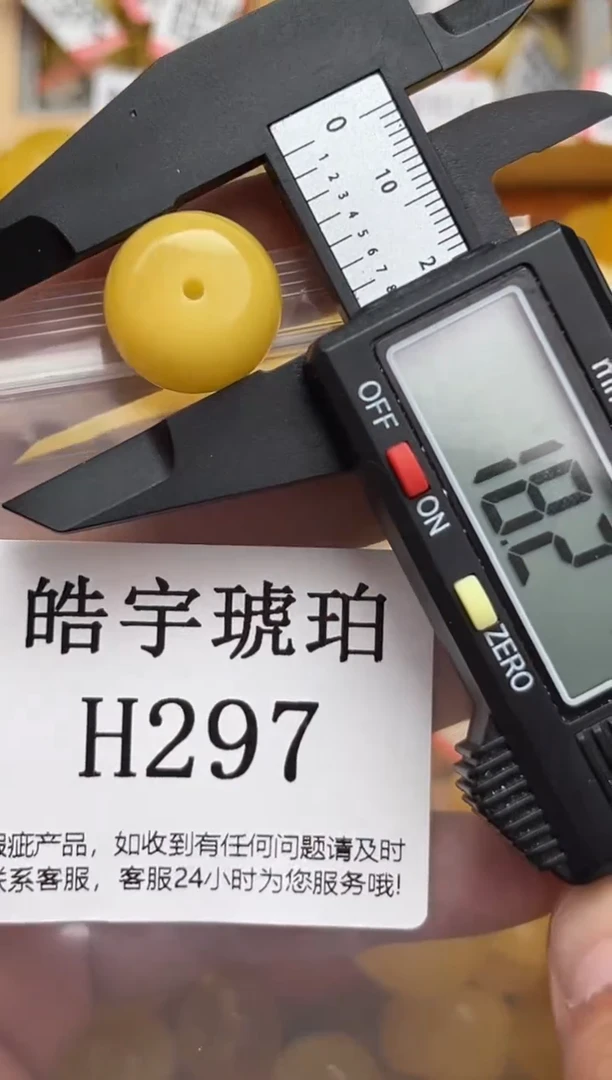 0
10
2
1 2 3 4 5 6 7 8
OFF
ON
18.2
ZERO
皓宇琥珀
H297
瑕疵产品，如收到有任何问题请及时
联系客服，客服24小时为您服务哦!